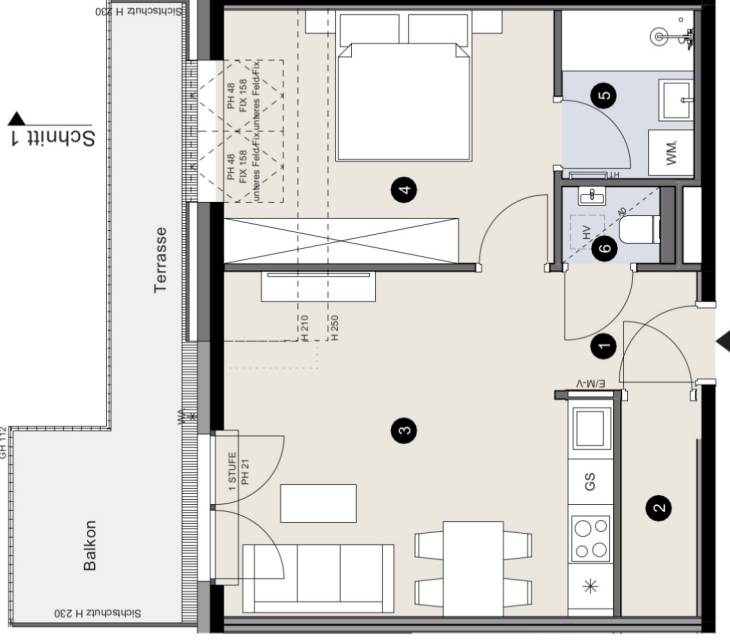 Sichtschutz H 230
Schnitt 1
Terrasse
PH 48
FIX 158
unteres Feld/Fix
PH 48
FIX 158
unteres Feld/Fix
H 210
H 250
4
5
WM.
HT
HV
AD
6
1
E/M-V
GH 112
WA
1 STUFE
PH 21
3
GS
2
Balkon
Sichtschutz H 230